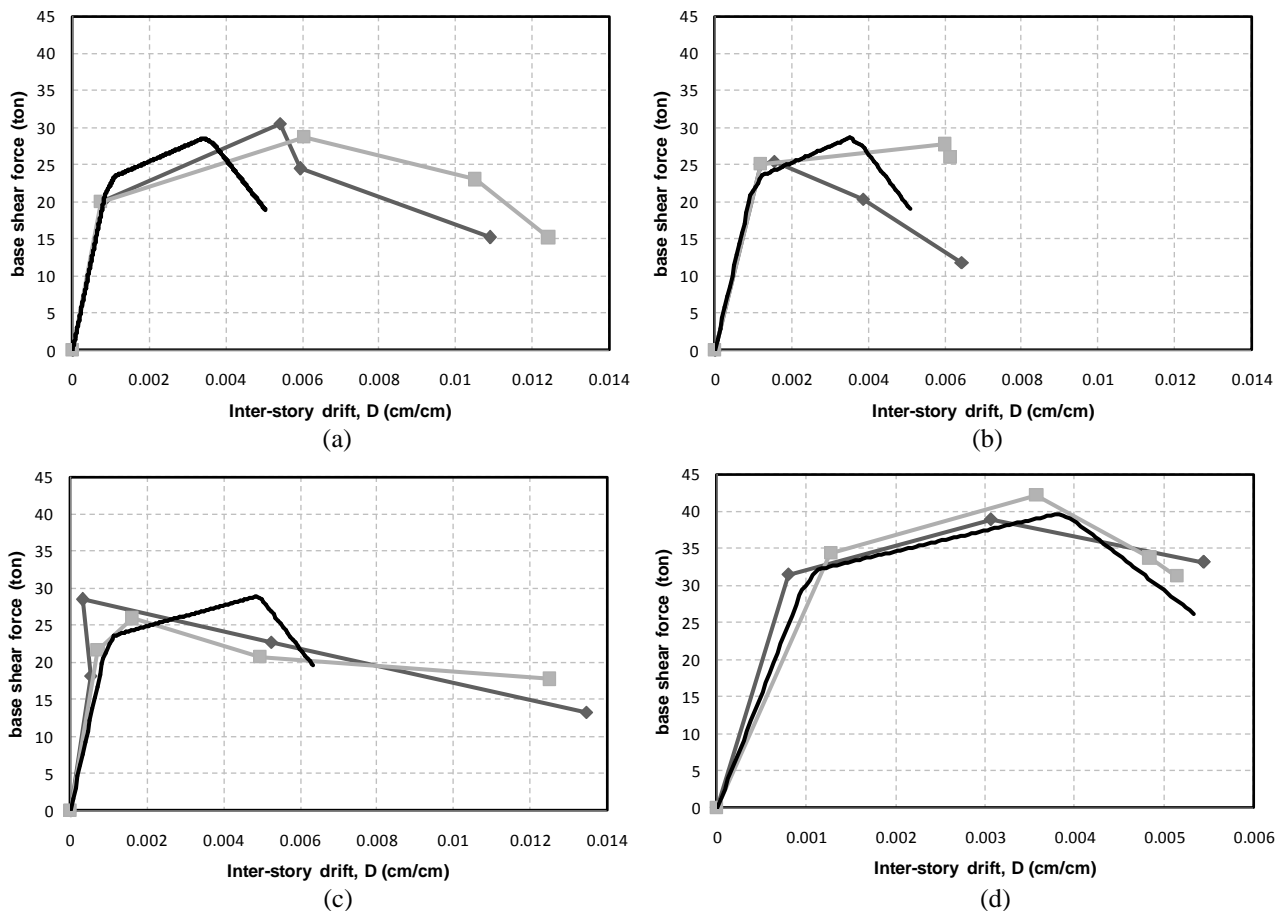 45
40
35
30
25
20
15
10
5
0
base shear force (ton)
0 0.002 0.004 0.006 0.008 0.01 0.012 0.014
Inter-story drift, D (cm/cm)
(a)
45
40
35
30
25
20
15
10
5
0
base shear force (ton)
0 0.002 0.004 0.006 0.008 0.01 0.012 0.014
Inter-story drift, D (cm/cm)
(b)
45
40
35
30
25
20
15
10
5
0
base shear force (ton)
0 0.002 0.004 0.006 0.008 0.01 0.012 0.014
Inter-story drift, D (cm/cm)
(c)
45
40
35
30
25
20
15
10
5
0
base shear force (ton)
0 0.001 0.002 0.003 0.004 0.005 0.006
Inter-story drift, D (cm/cm)
(d)